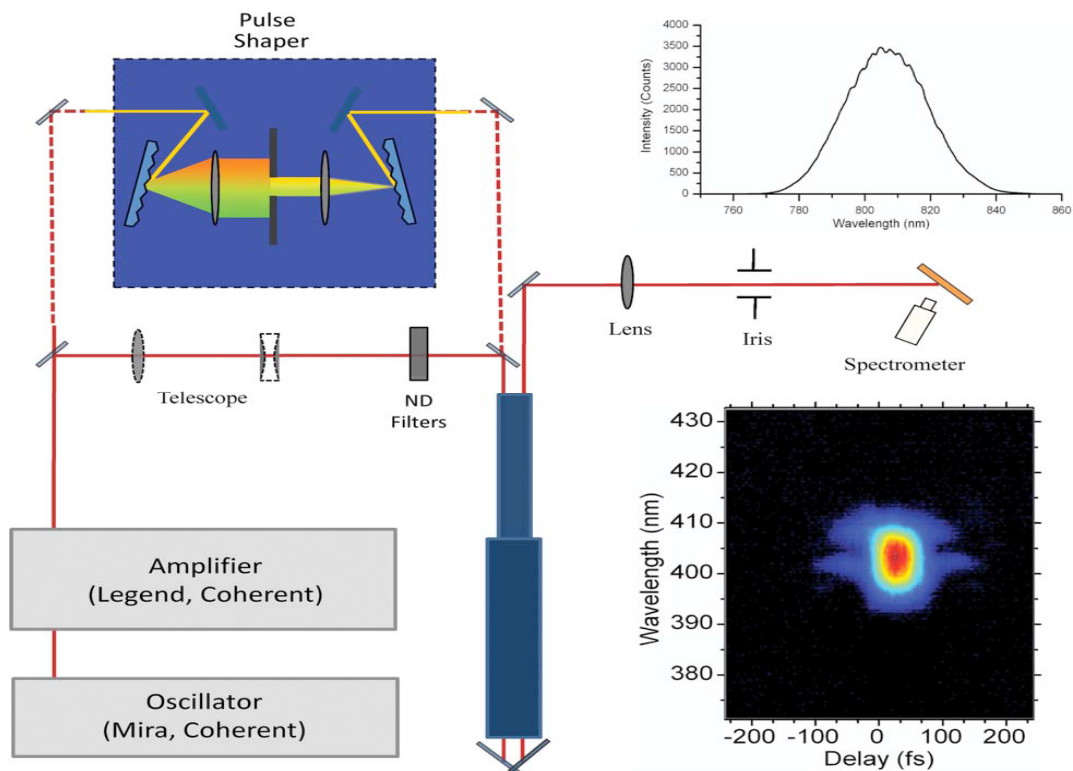 Pulse
Shaper
4000
3500
3000
2500
2000
1500
1000
500
0
Intensity (Counts)
760 780 800 820 840 860
Wavelength (nm)
Lens
Iris
Spectrometer
Telescope
ND
Filters
Amplifier
(Legend, Coherent)
Oscillator
(Mira, Coherent)
430
420
410
400
390
380
Wavelength (nm)
-200 -100 0 100 200
Delay (fs)